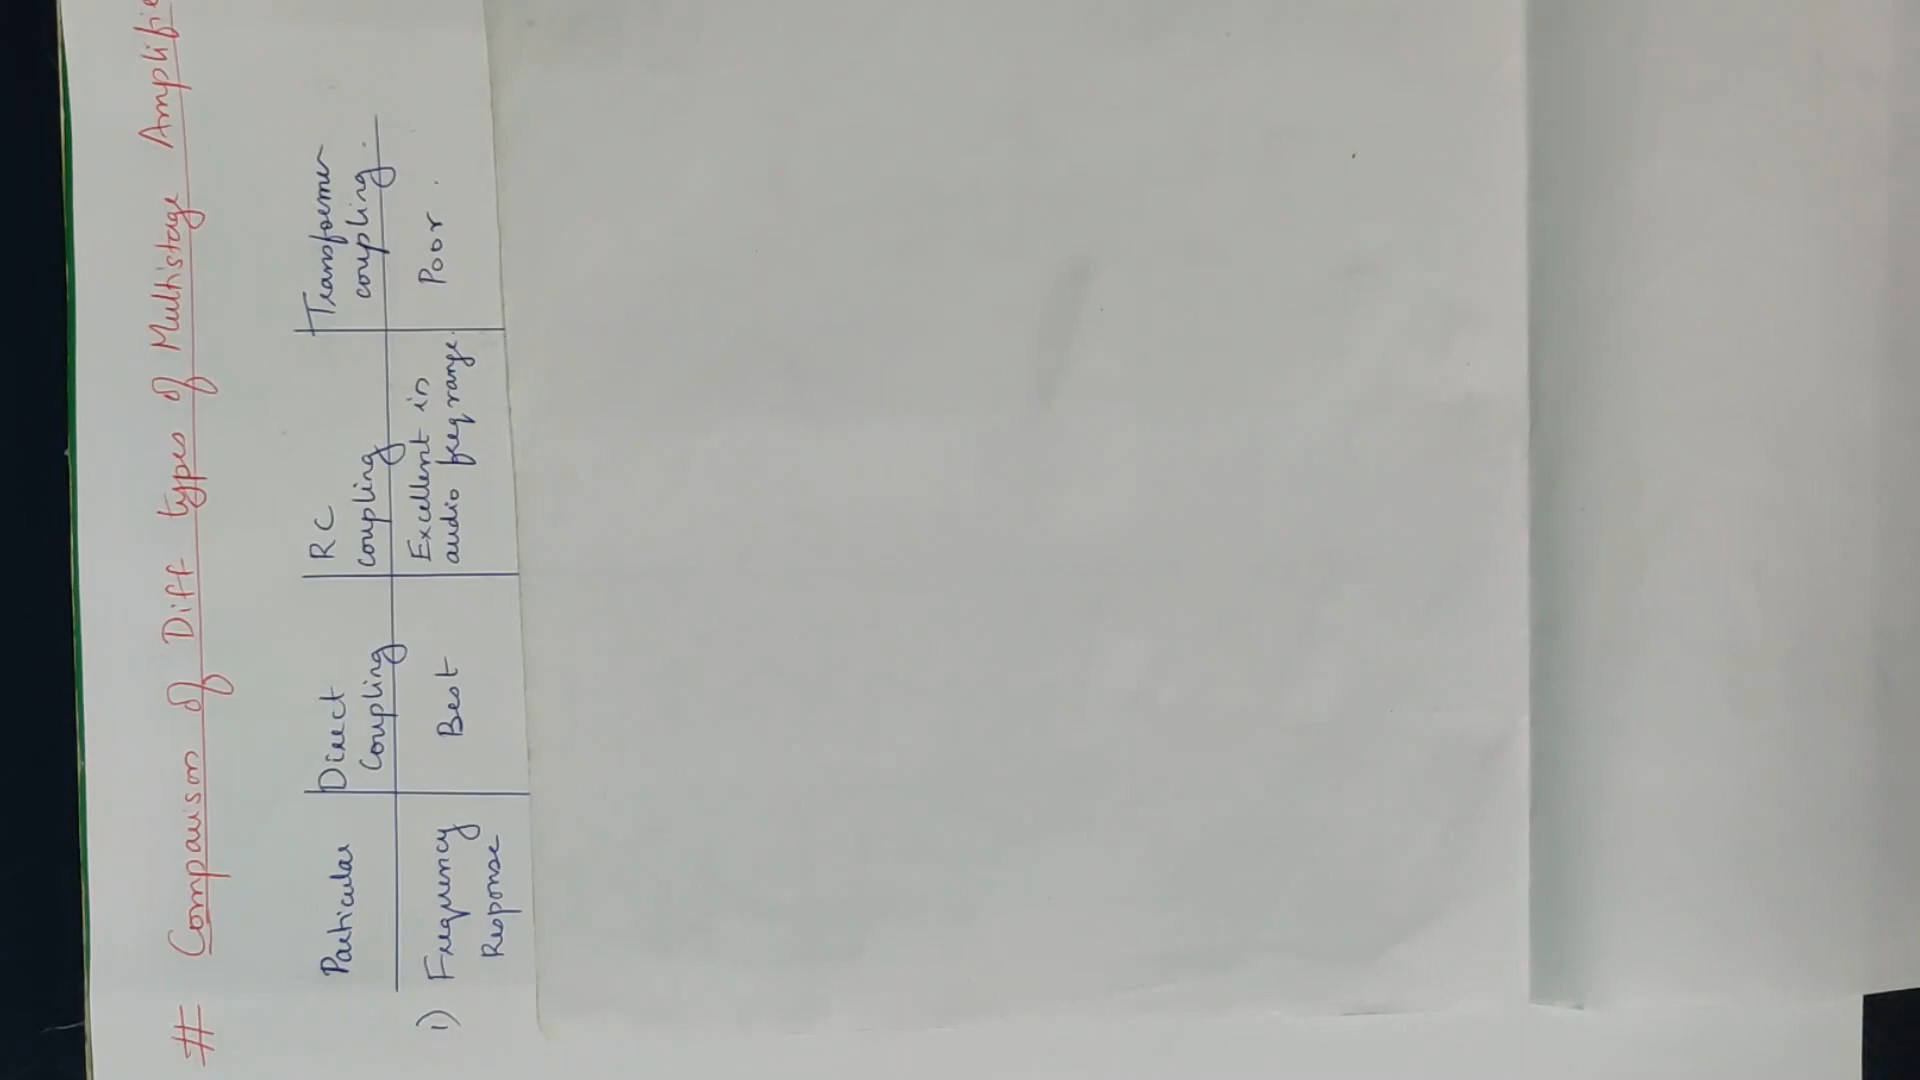 # Comparison of Diff types of Multistage Amplifie
Particular Direct Coupling RC Coupling Transformer coupling.
1) Frequency Response Best Excellent in audio freq range. Poor.